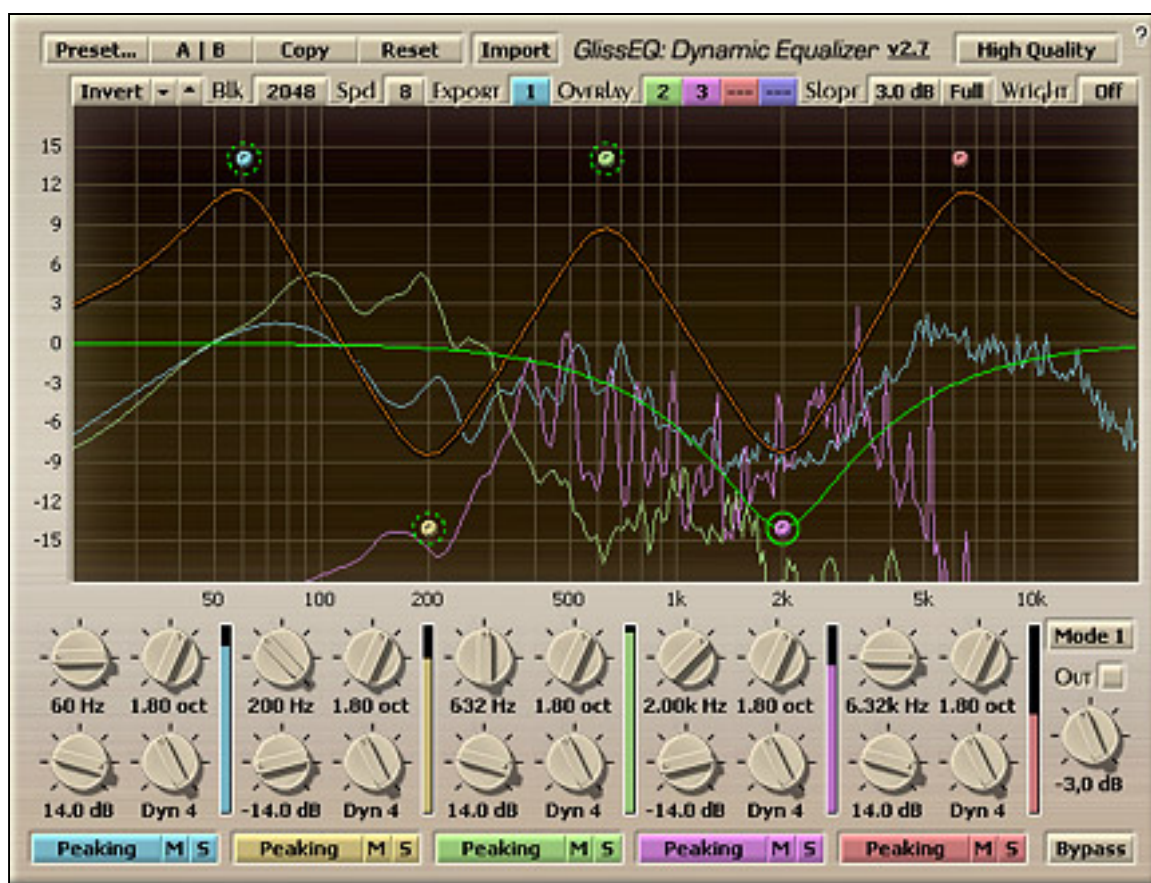 Preset... A | B Copy Reset Import GlissEQ: Dynamic Equalizer v2.7 High Quality ?
Invert Blk 2048 Spd 8 Export 1 Overlay 2 3 --- --- Slope 3.0 dB Full Weight Off
15
12
9
6
3
0
-3
-6
-9
-12
-15
50 100 200 500 1k 2k 5k 10k
Mode 1
Out
60 Hz 1.80 oct 200 Hz 1.80 oct 632 Hz 1.80 oct 2.00k Hz 1.80 oct 6.32k Hz 1.80 oct
-3,0 dB
14.0 dB Dyn 4 -14.0 dB Dyn 4 14.0 dB Dyn 4 -14.0 dB Dyn 4 14.0 dB Dyn 4
Peaking M S Peaking M S Peaking M S Peaking M S Peaking M S Bypass